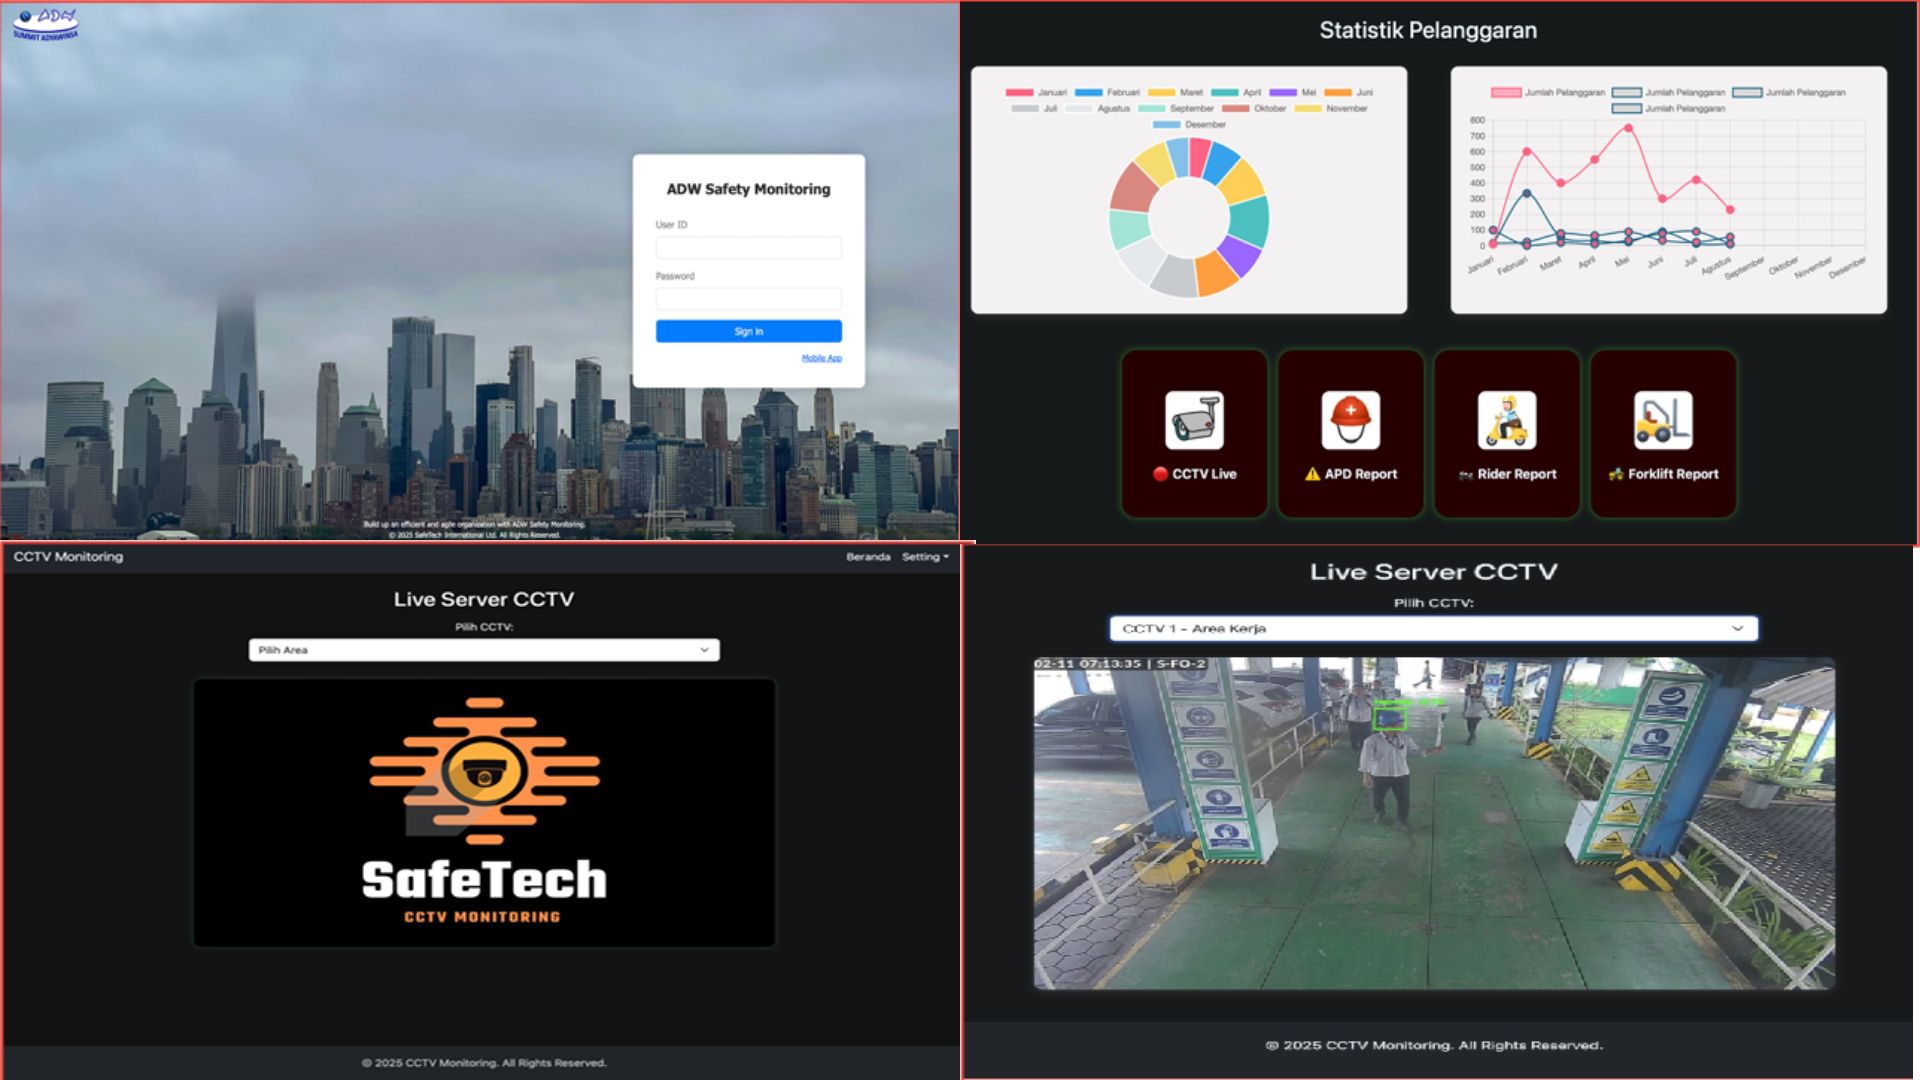 ADW
SUMMIT ADYAWINSA
ADW Safety Monitoring
User ID
Password
Sign in
Mobile App
Build up an efficient and agile organization with ADW Safety Monitoring.
© 2025 SafeTech International Ltd. All Rights Reserved.
Statistik Pelanggaran
Januari Februari Maret April Mei Juni
Juli Agustus September Oktober November
Desember
Jumlah Pelanggaran Jumlah Pelanggaran Jumlah Pelanggaran
Jumlah Pelanggaran
800
700
600
500
400
300
200
100
0
Januari Februari Maret April Mei Juni Juli Agustus September Oktober November Desember
CCTV Live
APD Report
Rider Report
Forklift Report
CCTV Monitoring
Beranda Setting
Live Server CCTV
Pilih CCTV:
Pilih Area
SafeTech
CCTV MONITORING
© 2025 CCTV Monitoring. All Rights Reserved.
Live Server CCTV
Pilih CCTV:
CCTV 1 - Area Kerja
02-11 07:13:35 | S-FO-2
© 2025 CCTV Monitoring. All Rights Reserved.